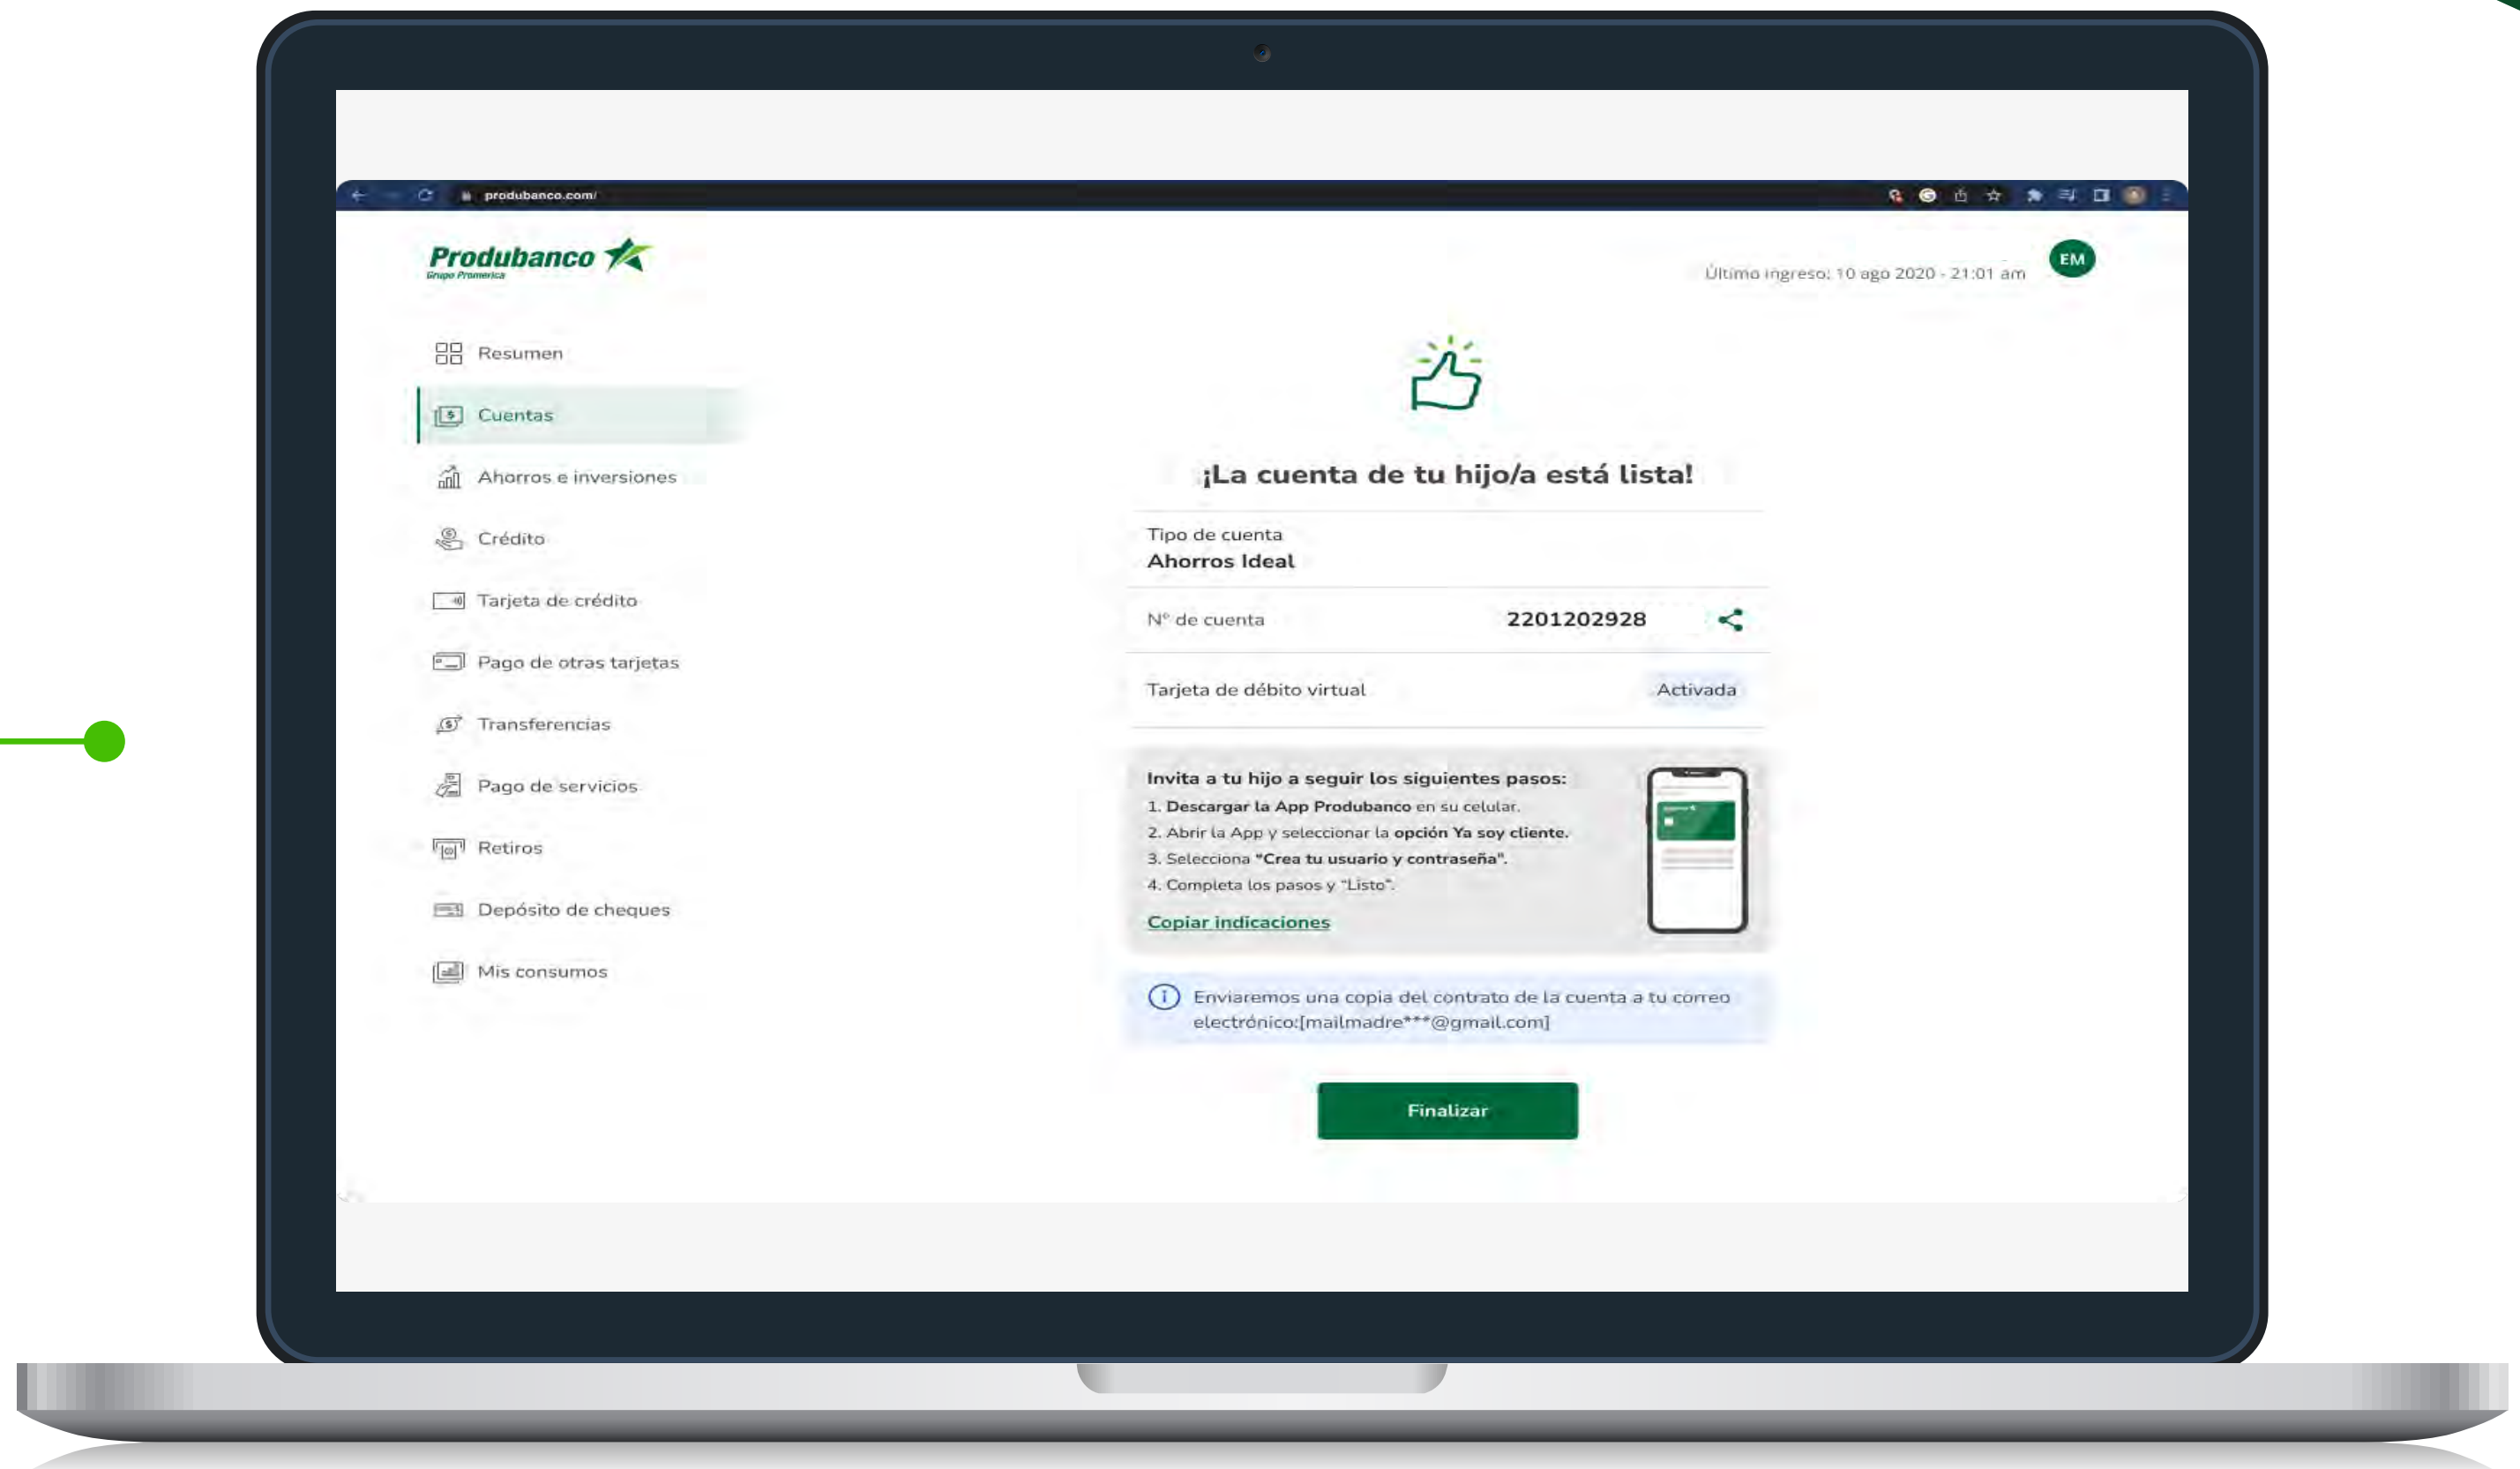 produbanco.com/
Produbanco
Grupo Promerica
Último ingreso: 10 ago 2020 - 21:01 am
EM
Resumen
Cuentas
Ahorros e inversiones
Crédito
Tarjeta de crédito
Pago de otras tarjetas
Transferencias
Pago de servicios
Retiros
Depósito de cheques
Mis consumos
¡La cuenta de tu hijo/a está lista!
Tipo de cuenta
Ahorros Ideal
N° de cuenta 2201202928
Tarjeta de débito virtual Activada
Invita a tu hijo a seguir los siguientes pasos:
1. Descargar la App Produbanco en su celular.
2. Abrir la App y seleccionar la opción Ya soy cliente.
3. Selecciona "Crea tu usuario y contraseña".
4. Completa los pasos y "Listo".
Copiar indicaciones
Enviaremos una copia del contrato de la cuenta a tu correo
electrónico:[mailmadre***@gmail.com]
Finalizar